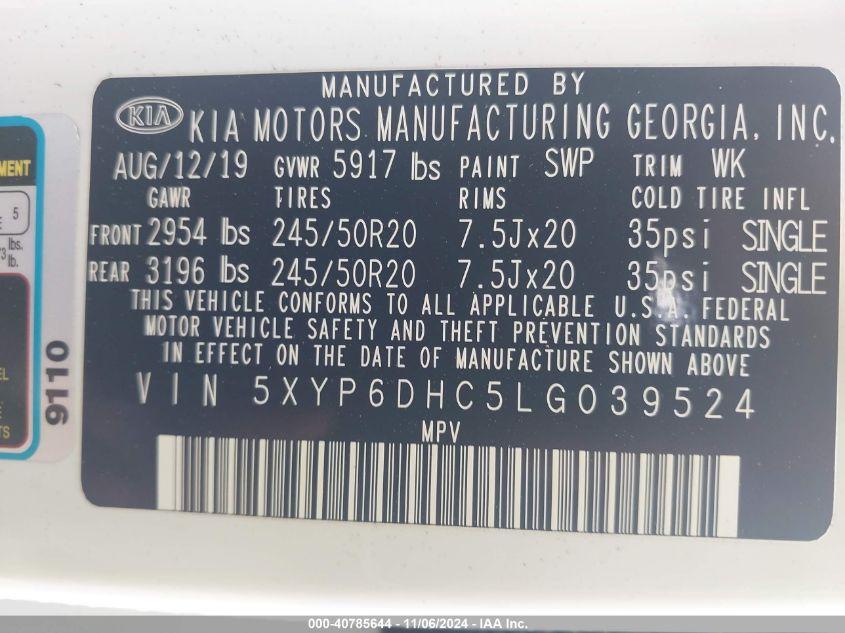 MANUFACTURED BY
KIA KIA MOTORS MANUFACTURING GEORGIA, INC.
AUG/12/19 GVWR 5917 lbs PAINT SWP TRIM WK
GAWR TIRES RIMS COLD TIRE INFL
FRONT 2954 lbs 245/50R20 7.5Jx20 35psi SINGLE
REAR 3196 lbs 245/50R20 7.5Jx20 35psi SINGLE
THIS VEHICLE CONFORMS TO ALL APPLICABLE U.S.A. FEDERAL
MOTOR VEHICLE SAFETY AND THEFT PREVENTION STANDARDS
IN EFFECT ON THE DATE OF MANUFACTURE SHOWN ABOVE
VIN 5XYP6DHC5LG039524
MPV
5
lbs.
lb.
9110
000-40785644 - 11/06/2024 - IAA Inc.